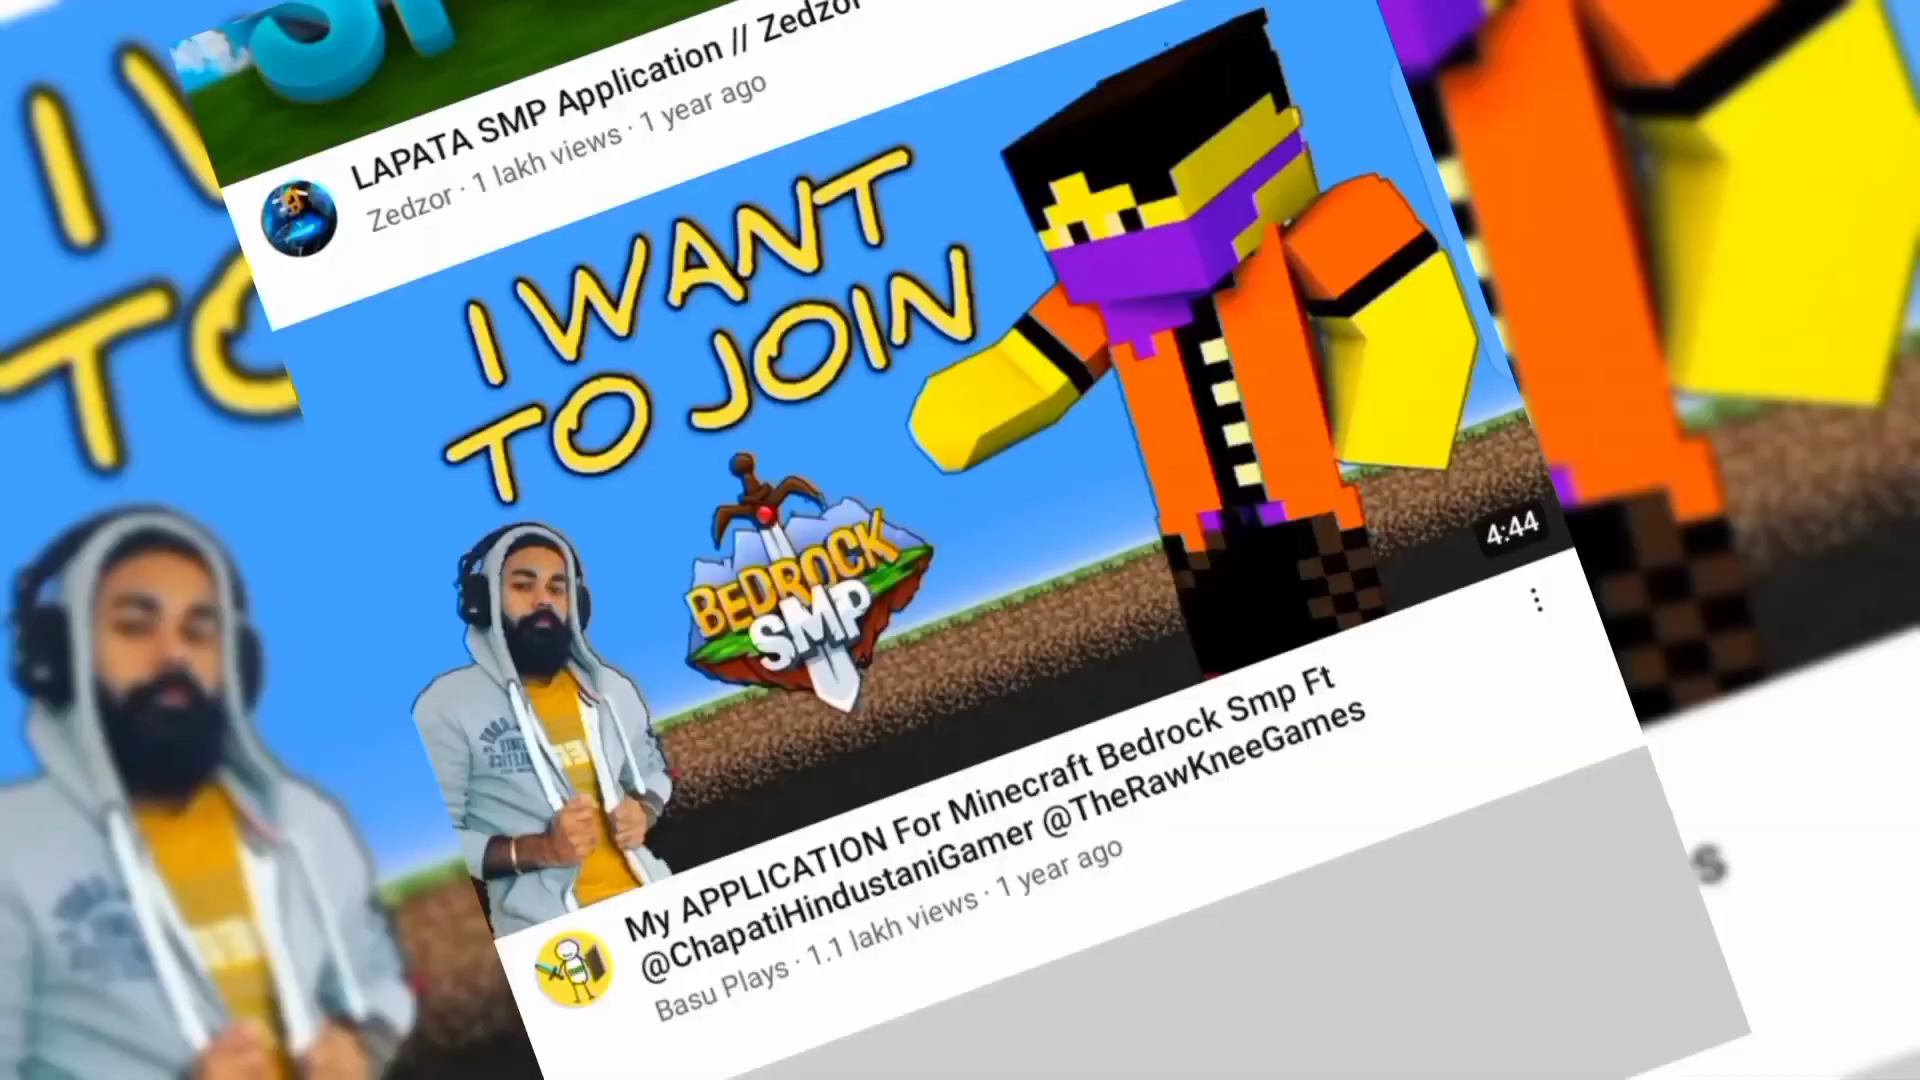 LAPATA SMP Application // Zedzor
Zedzor · 1 lakh views · 1 year ago
I WANT
TO JOIN
BEDROCK
SMP
4:44
My APPLICATION For Minecraft Bedrock Smp Ft
@ChapatiHindustaniGamer @TheRawKneeGames
Basu Plays · 1.1 lakh views · 1 year ago